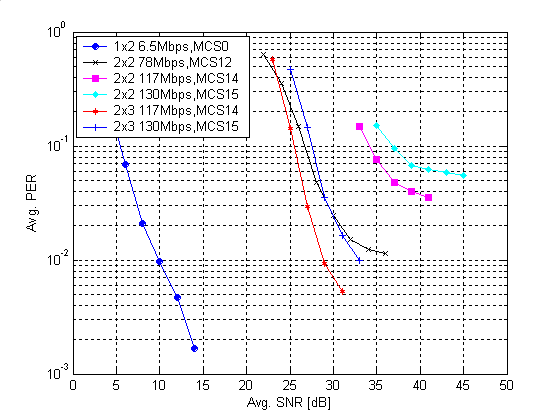 10^0
1x2 6.5Mbps,MCS0
2x2 78Mbps,MCS12
2x2 117Mbps,MCS14
2x2 130Mbps,MCS15
2x3 117Mbps,MCS14
2x3 130Mbps,MCS15
10^-1
Avg. PER
10^-2
10^-3
0 5 10 15 20 25 30 35 40 45 50
Avg. SNR [dB]